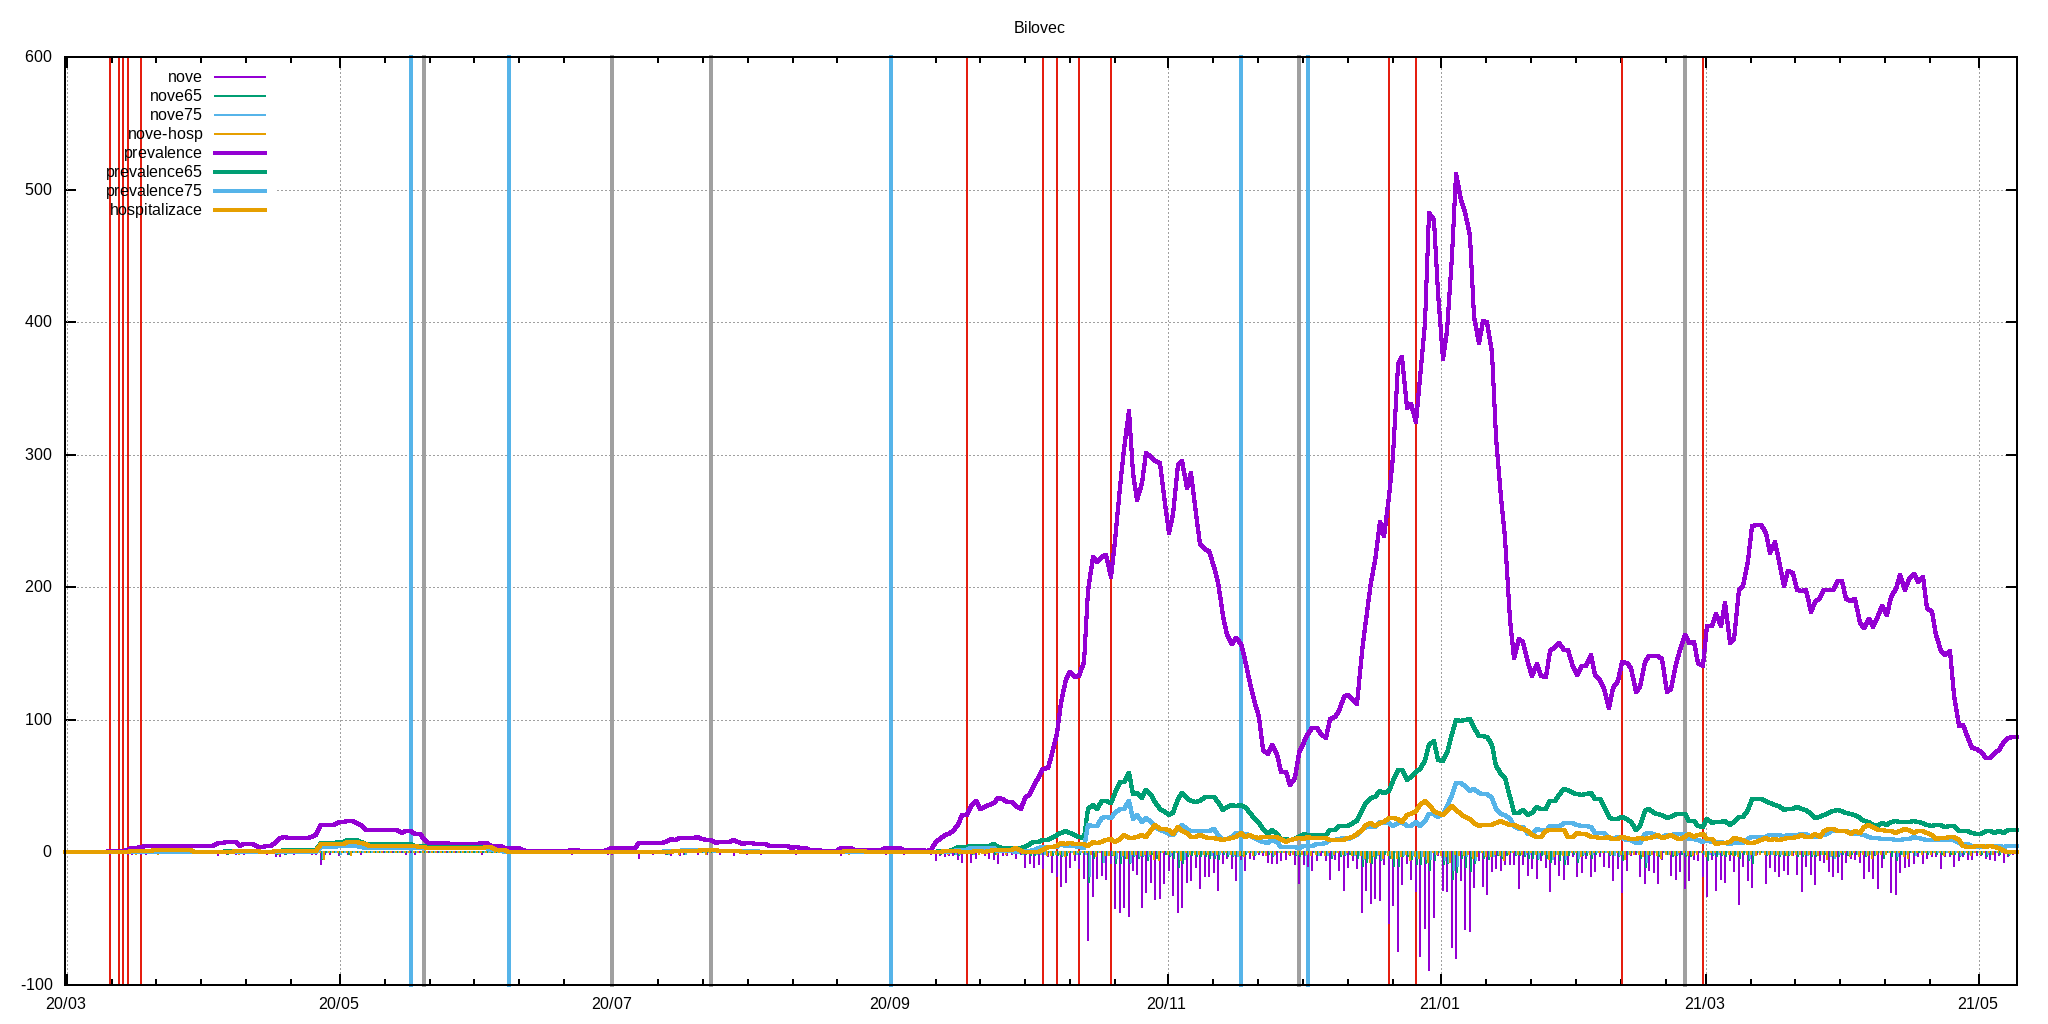 Bilovec
600
500
400
300
200
100
0
-100
nove
nove65
nove75
nove-hosp
prevalence
prevalence65
prevalence75
hospitalizace
20/03 20/05 20/07 20/09 20/11 21/01 21/03 21/05